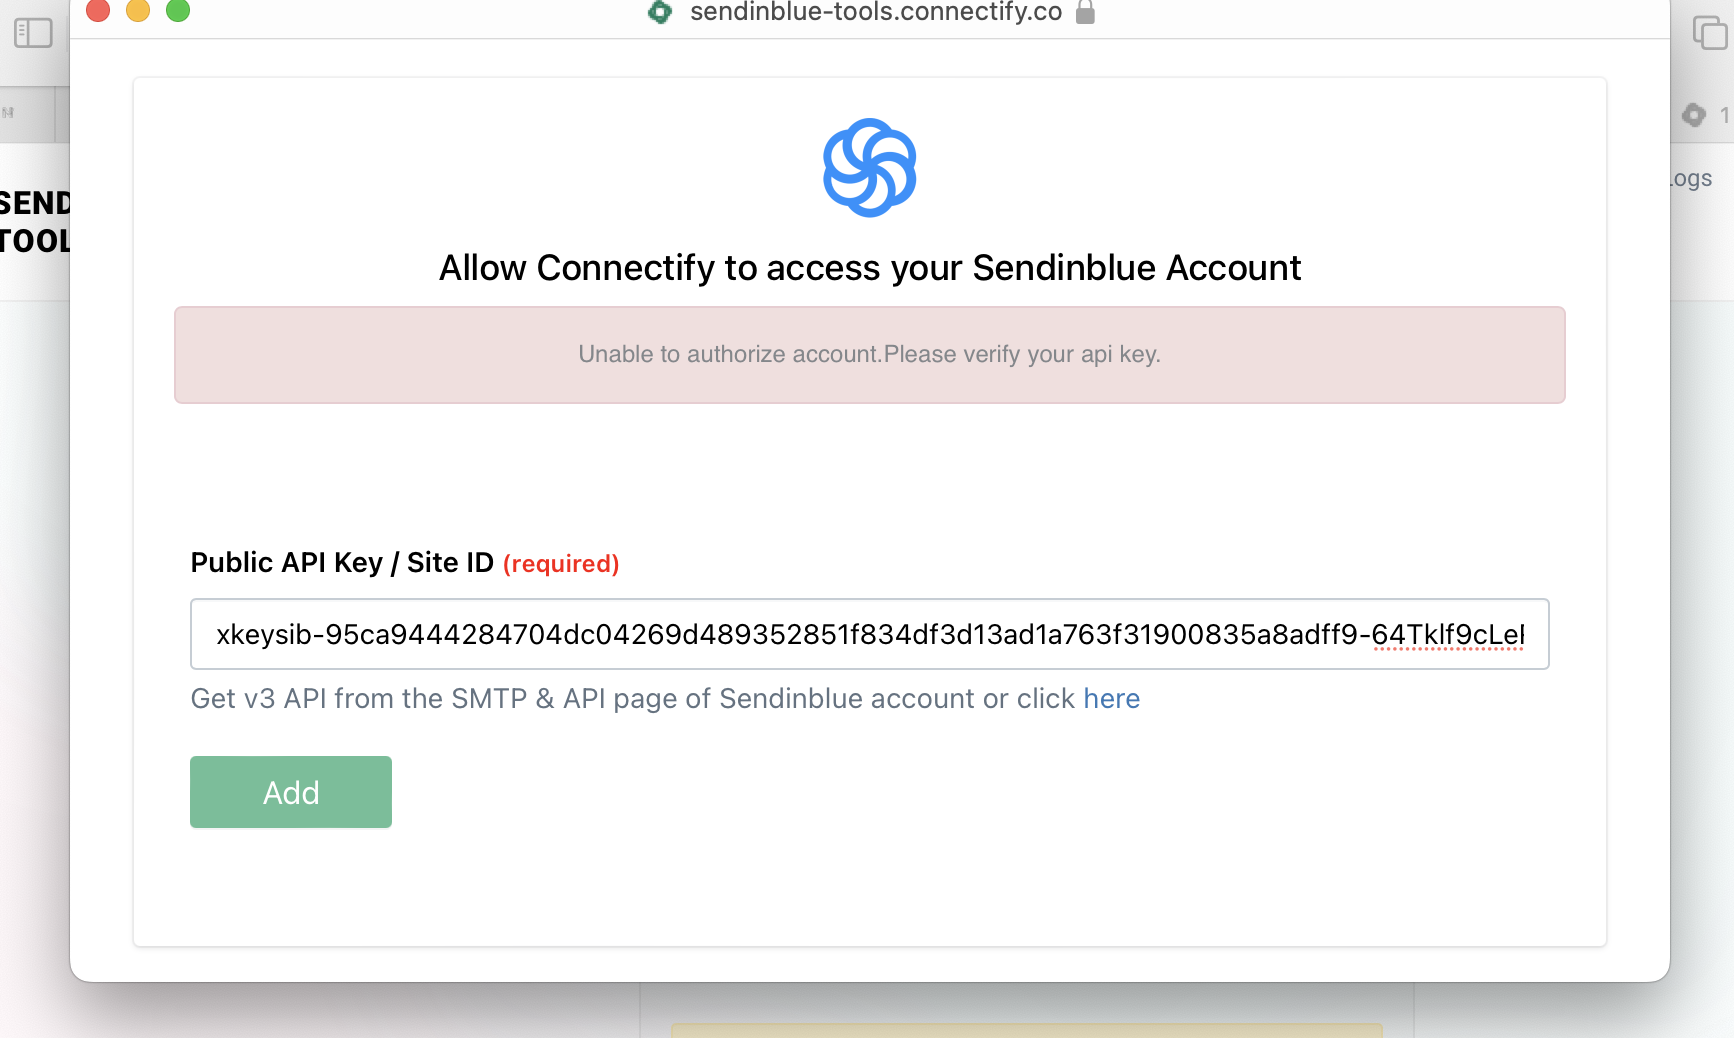 sendinblue-tools.connectify.co
1
Logs
SEND
TOOL
Allow Connectify to access your Sendinblue Account
Unable to authorize account.Please verify your api key.
Public API Key / Site ID (required)
xkeysib-95ca9444284704dc04269d489352851f834df3d13ad1a763f31900835a8adff9-64Tklf9cLe
Get v3 API from the SMTP & API page of Sendinblue account or click here
Add